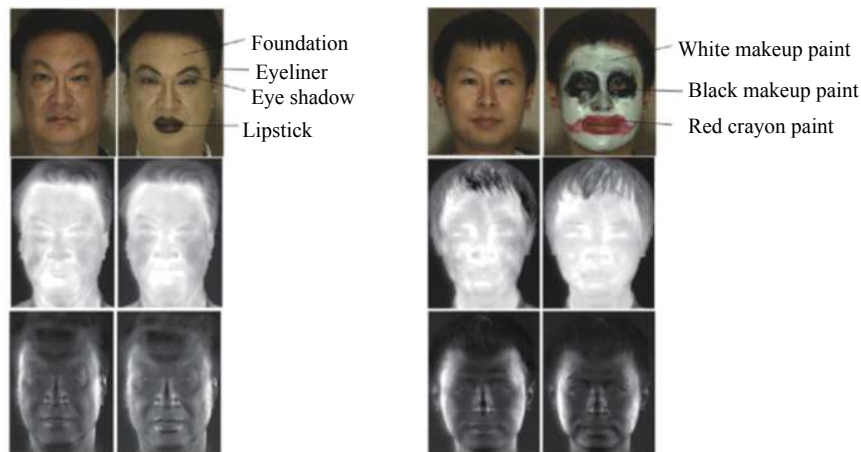 Foundation
Eyeliner
Eye shadow
Lipstick
White makeup paint
Black makeup paint
Red crayon paint